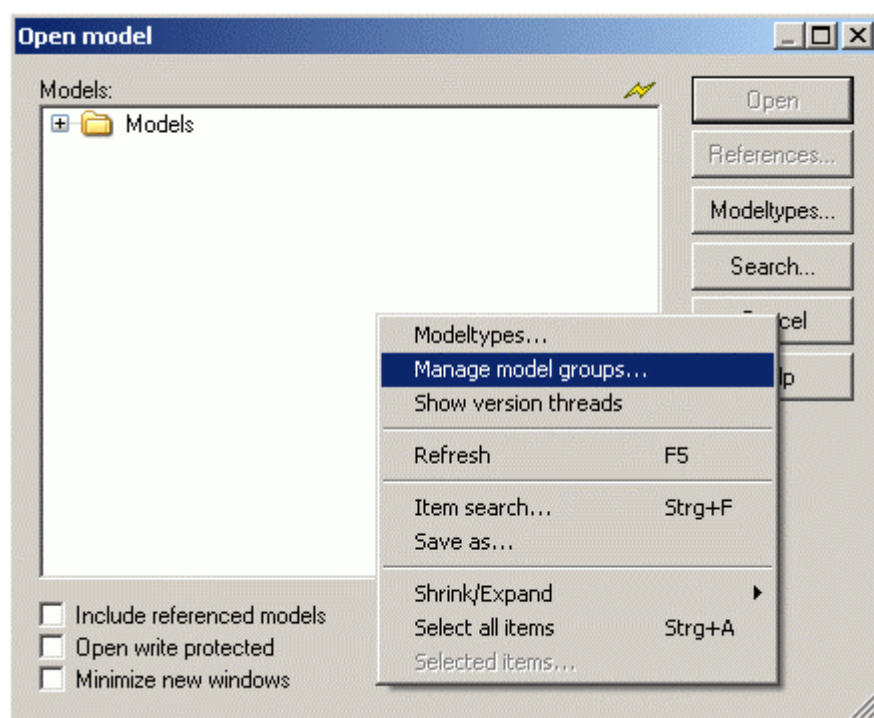 Open model
Models:
Models
Open
References...
Modeltypes...
Search...
cel
lp
Modeltypes...
Manage model groups...
Show version threads
Refresh F5
Item search... Strg+F
Save as...
Shrink/Expand
Select all items Strg+A
Selected items...
Include referenced models
Open write protected
Minimize new windows